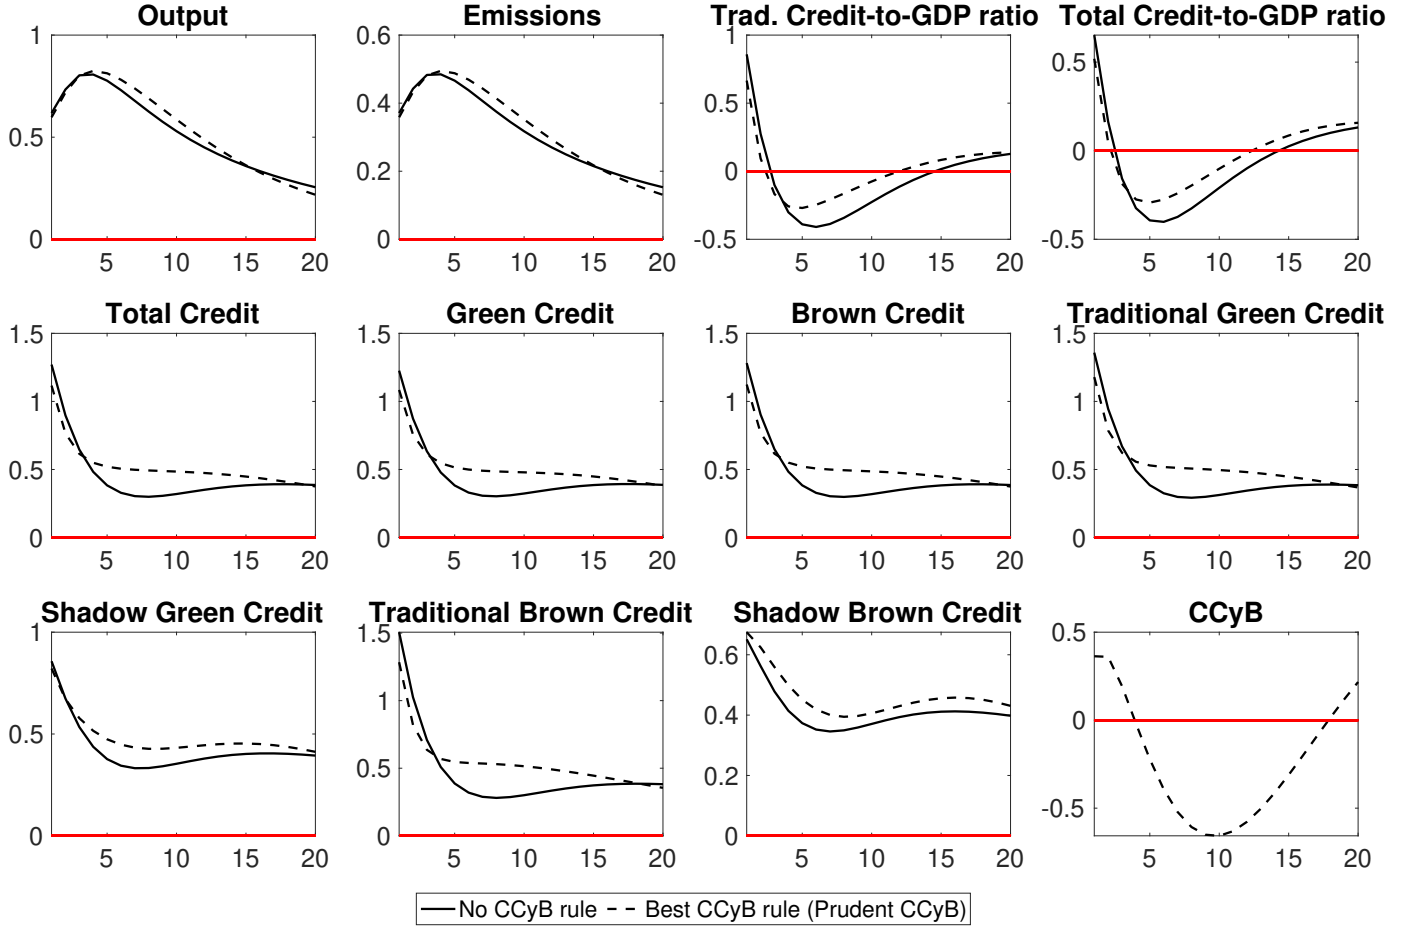 Output
Emissions
Trad. Credit-to-GDP ratio
Total Credit-to-GDP ratio
1
0.5
0
5 10 15 20
0.6
0.4
0.2
0
5 10 15 20
1
0.5
0
-0.5
5 10 15 20
0.5
0
-0.5
5 10 15 20
Total Credit
Green Credit
Brown Credit
Traditional Green Credit
1.5
1
0.5
0
5 10 15 20
1.5
1
0.5
0
5 10 15 20
1.5
1
0.5
0
5 10 15 20
1.5
1
0.5
0
5 10 15 20
Shadow Green Credit
Traditional Brown Credit
Shadow Brown Credit
CCyB
1
0.5
0
5 10 15 20
1.5
1
0.5
0
5 10 15 20
0.6
0.4
0.2
0
5 10 15 20
0.5
0
-0.5
5 10 15 20
No CCyB rule
Best CCyB rule (Prudent CCyB)